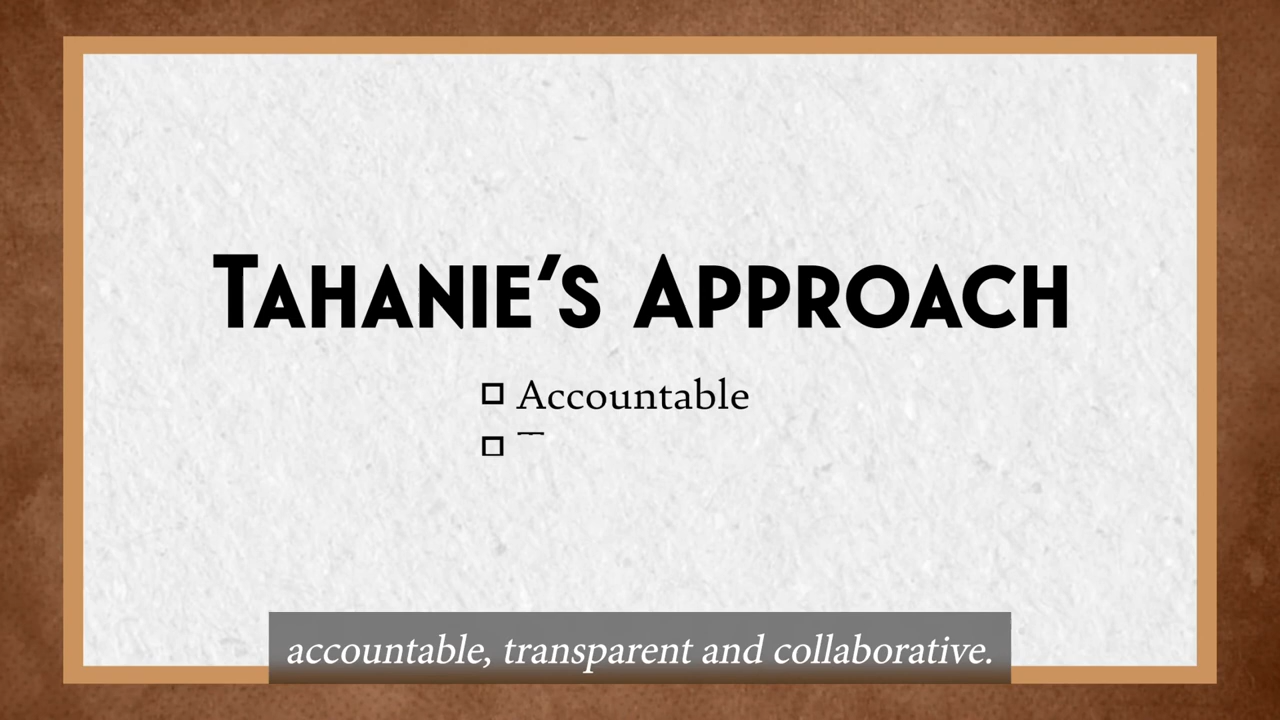 Tahanie's Approach
Accountable
accountable, transparent and collaborative.